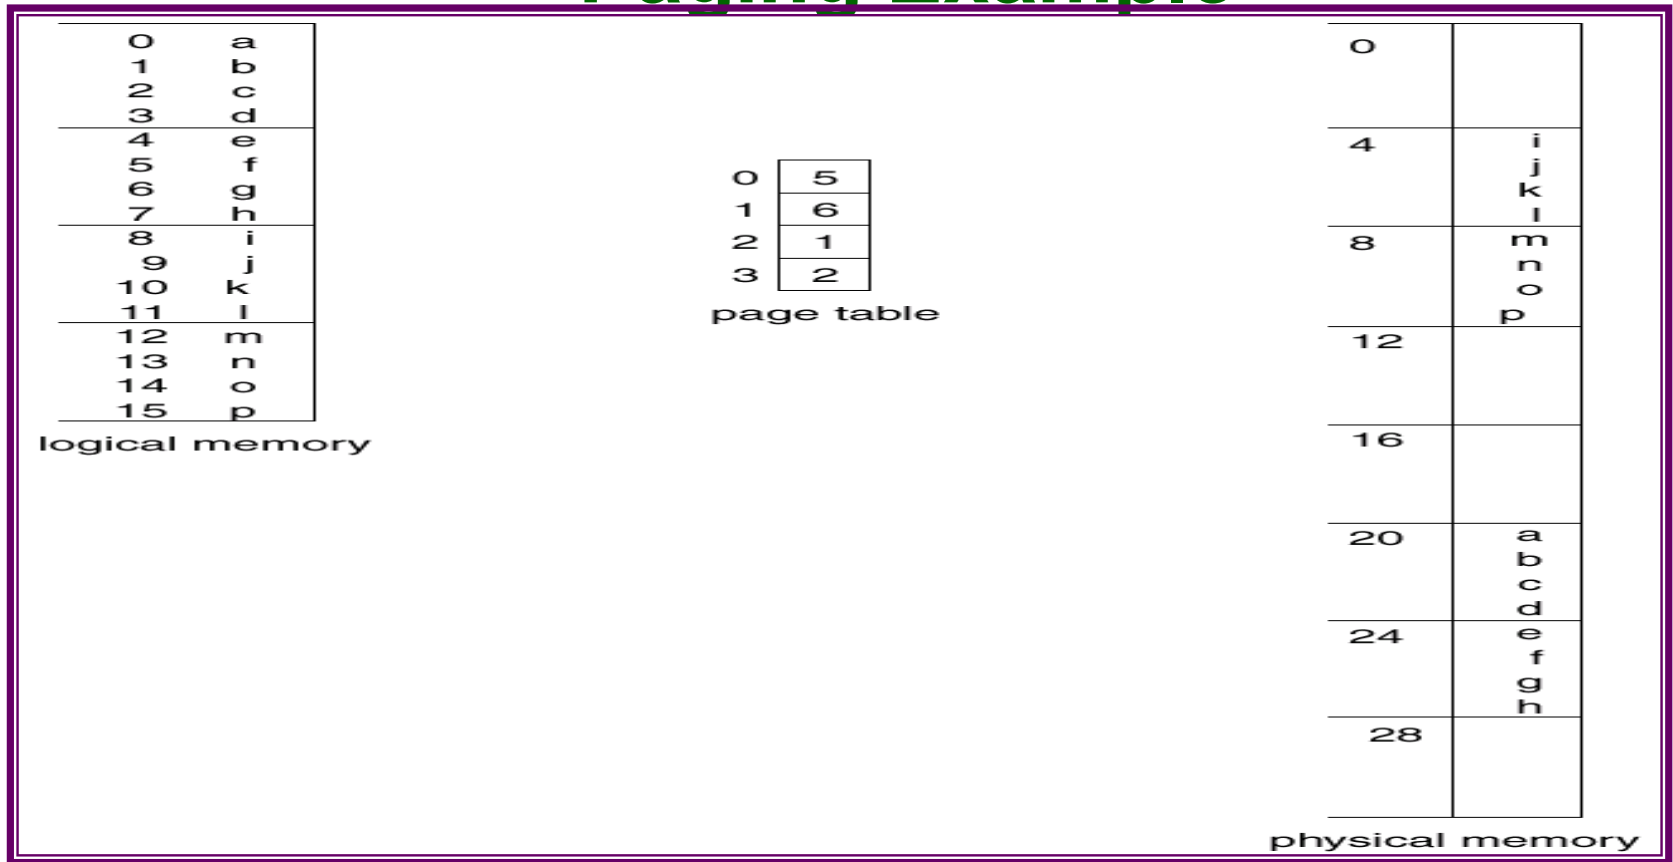 Paging Example
0 a
1 b
2 c
3 d
4 e
5 f
6 g
7 h
8 i
9 j
10 k
11 l
12 m
13 n
14 o
15 p
logical memory
0 5
1 6
2 1
3 2
page table
0
4 i
j
k
l
8 m
n
o
p
12
16
20 a
b
c
d
24 e
f
g
h
28
physical memory